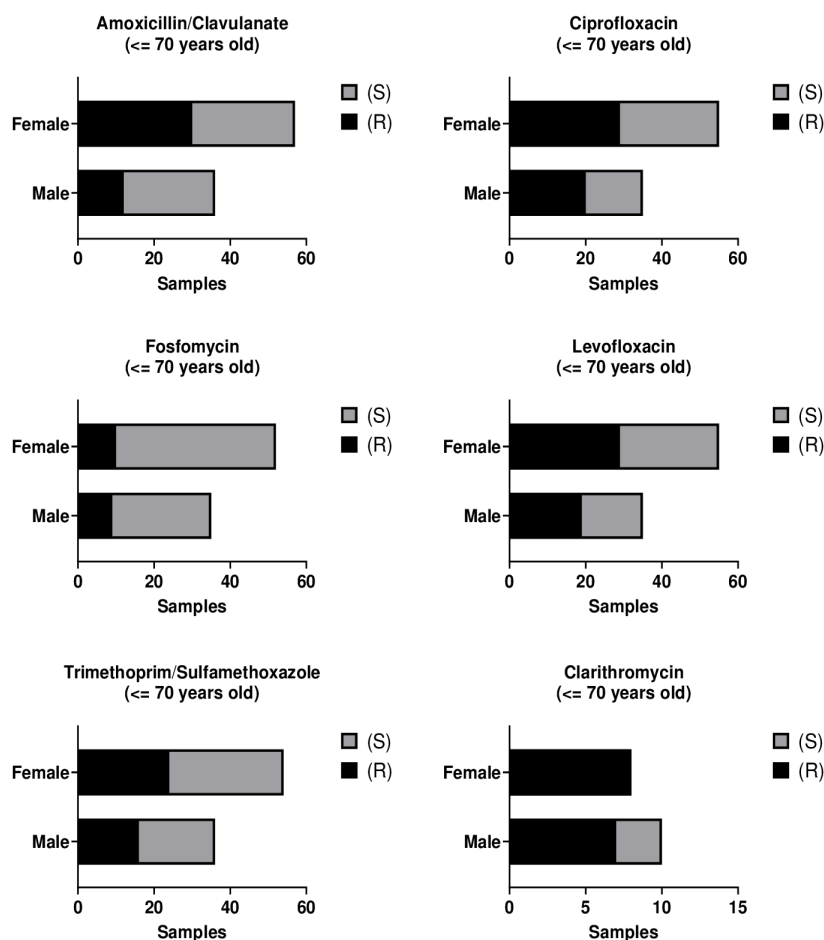 Amoxicillin/Clavulanate
(<= 70 years old)
(S)
(R)
Female
Male
0 20 40 60
Samples
Ciprofloxacin
(<= 70 years old)
(S)
(R)
Female
Male
0 20 40 60
Samples
Fosfomycin
(<= 70 years old)
(S)
(R)
Female
Male
0 20 40 60
Samples
Levofloxacin
(<= 70 years old)
(S)
(R)
Female
Male
0 20 40 60
Samples
Trimethoprim/Sulfamethoxazole
(<= 70 years old)
(S)
(R)
Female
Male
0 20 40 60
Samples
Clarithromycin
(<= 70 years old)
(S)
(R)
Female
Male
0 5 10 15
Samples